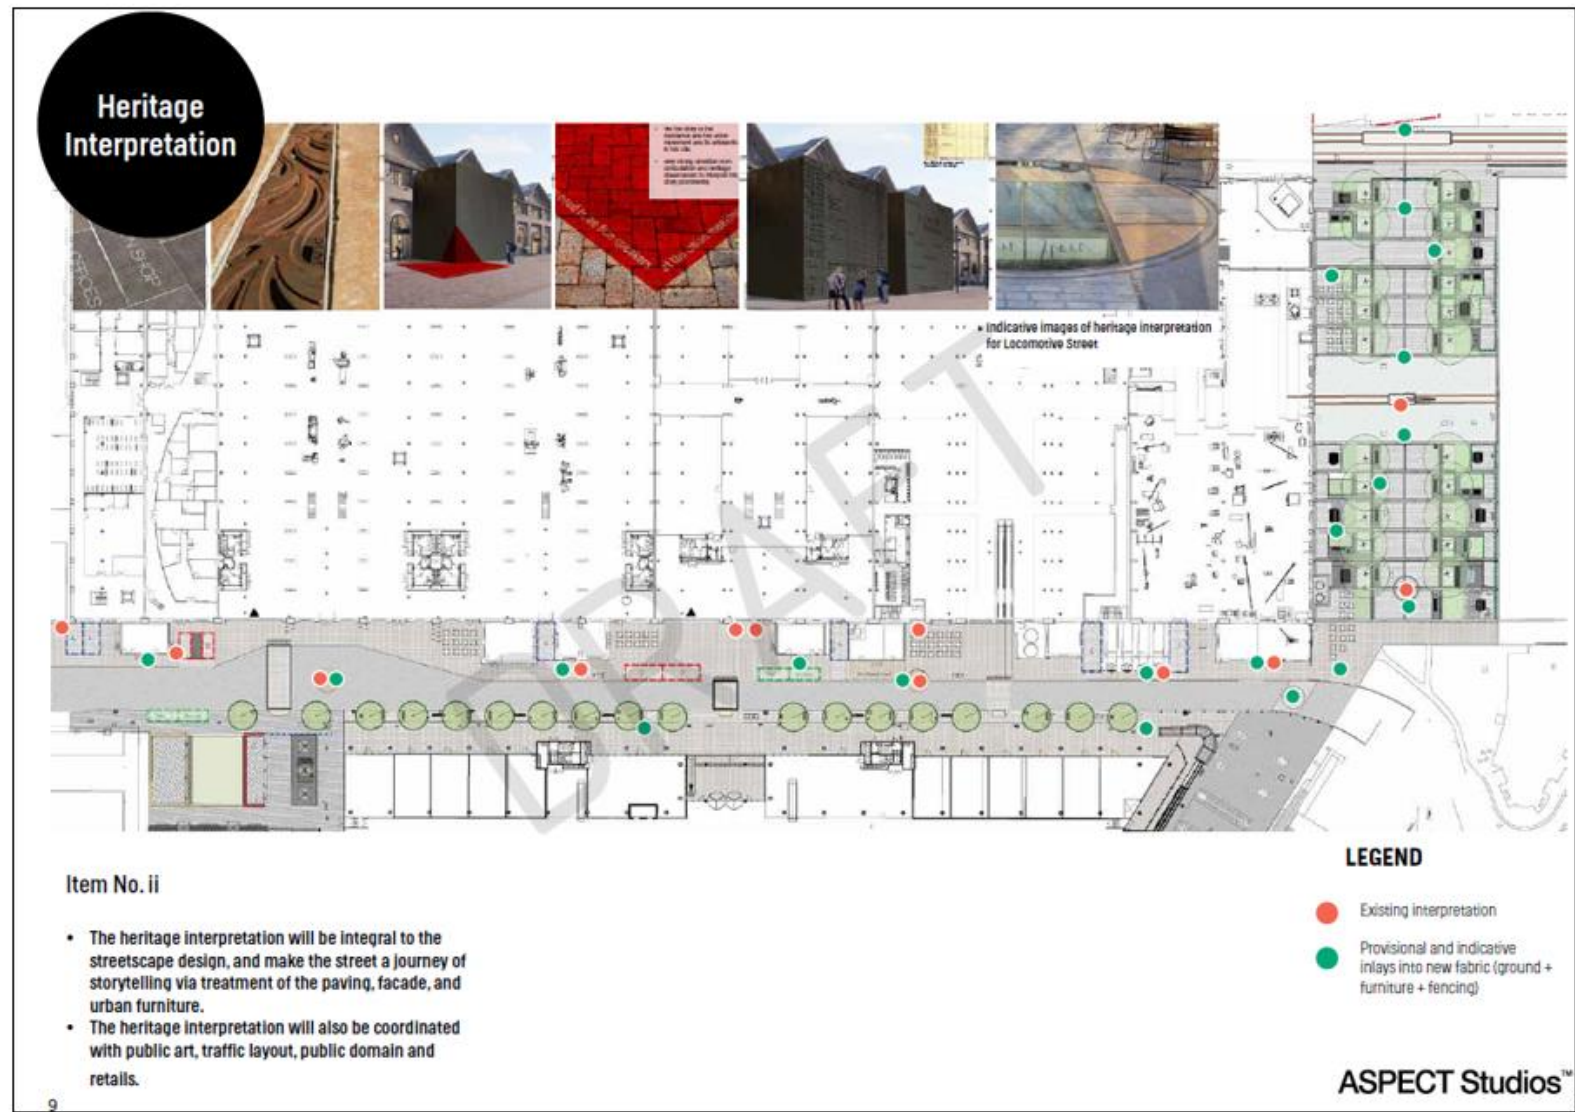 Heritage
Interpretation
N SHOP
Indicative images of heritage interpretation
for Locomotive Street
DRAFT
Item No. ii
• The heritage interpretation will be integral to the
streetscape design, and make the street a journey of
storytelling via treatment of the paving, facade, and
urban furniture.
• The heritage interpretation will also be coordinated
with public art, traffic layout, public domain and
retails.
9
LEGEND
Existing interpretation
Provisional and indicative
inlays into new fabric (ground +
furniture + fencing)
ASPECT Studios™